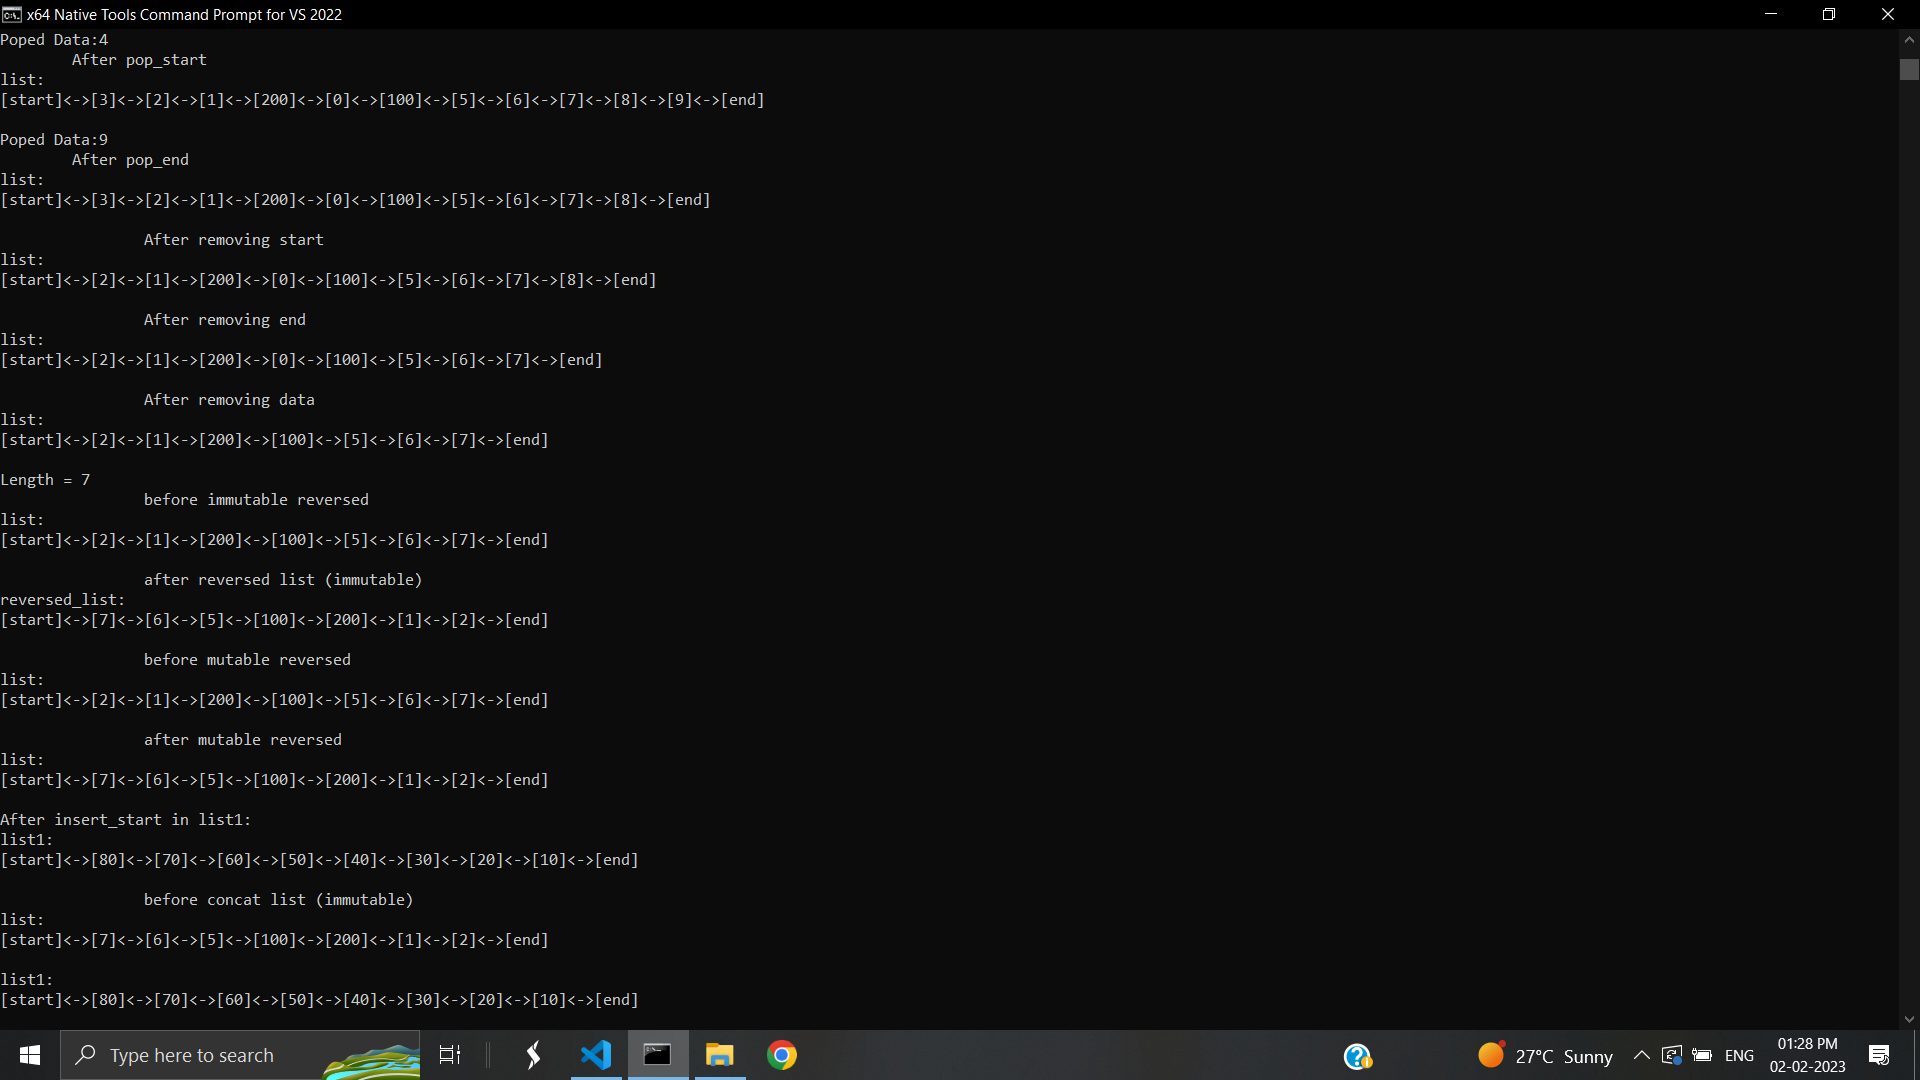 x64 Native Tools Command Prompt for VS 2022
Poped Data:4
After pop_start
list:
[start]<->[3]<->[2]<->[1]<->[200]<->[0]<->[100]<->[5]<->[6]<->[7]<->[8]<->[9]<->[end]
Poped Data:9
After pop_end
list:
[start]<->[3]<->[2]<->[1]<->[200]<->[0]<->[100]<->[5]<->[6]<->[7]<->[8]<->[end]
After removing start
list:
[start]<->[2]<->[1]<->[200]<->[0]<->[100]<->[5]<->[6]<->[7]<->[8]<->[end]
After removing end
list:
[start]<->[2]<->[1]<->[200]<->[0]<->[100]<->[5]<->[6]<->[7]<->[end]
After removing data
list:
[start]<->[2]<->[1]<->[200]<->[100]<->[5]<->[6]<->[7]<->[end]
Length = 7
before immutable reversed
list:
[start]<->[2]<->[1]<->[200]<->[100]<->[5]<->[6]<->[7]<->[end]
after reversed list (immutable)
reversed_list:
[start]<->[7]<->[6]<->[5]<->[100]<->[200]<->[1]<->[2]<->[end]
before mutable reversed
list:
[start]<->[2]<->[1]<->[200]<->[100]<->[5]<->[6]<->[7]<->[end]
after mutable reversed
list:
[start]<->[7]<->[6]<->[5]<->[100]<->[200]<->[1]<->[2]<->[end]
After insert_start in list1:
list1:
[start]<->[80]<->[70]<->[60]<->[50]<->[40]<->[30]<->[20]<->[10]<->[end]
before concat list (immutable)
list:
[start]<->[7]<->[6]<->[5]<->[100]<->[200]<->[1]<->[2]<->[end]
list1:
[start]<->[80]<->[70]<->[60]<->[50]<->[40]<->[30]<->[20]<->[10]<->[end]
Type here to search
27°C Sunny
ENG
01:28 PM
02-02-2023